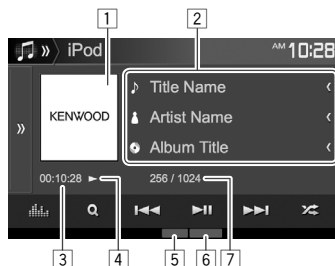 1 2
» iPod AM 10:28
Title Name
KENWOOD
Artist Name
»
Album Title
00:10:28 256 / 1024
3 4 5 6 7